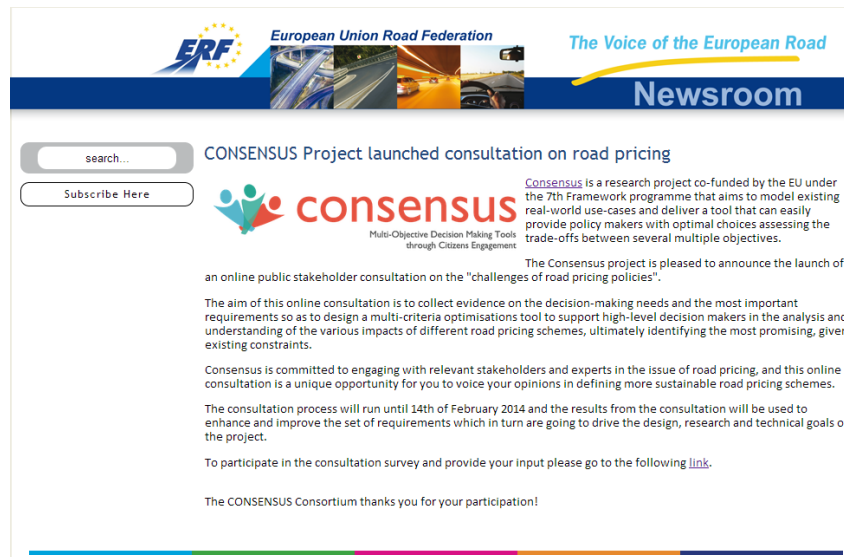 ERF
European Union Road Federation
The Voice of the European Road
Newsroom
search...
Subscribe Here
CONSENSUS Project launched consultation on road pricing
consensus
Multi-Objective Decision Making Tools
through Citizens Engagement
Consensus is a research project co-funded by the EU under
the 7th Framework programme that aims to model existing
real-world use-cases and deliver a tool that can easily
provide policy makers with optimal choices assessing the
trade-offs between several multiple objectives.
The Consensus project is pleased to announce the launch of
an online public stakeholder consultation on the "challenges of road pricing policies".
The aim of this online consultation is to collect evidence on the decision-making needs and the most important
requirements so as to design a multi-criteria optimisations tool to support high-level decision makers in the analysis and
understanding of the various impacts of different road pricing schemes, ultimately identifying the most promising, given
existing constraints.
Consensus is committed to engaging with relevant stakeholders and experts in the issue of road pricing, and this online
consultation is a unique opportunity for you to voice your opinions in defining more sustainable road pricing schemes.
The consultation process will run until 14th of February 2014 and the results from the consultation will be used to
enhance and improve the set of requirements which in turn are going to drive the design, research and technical goals o
the project.
To participate in the consultation survey and provide your input please go to the following link.
The CONSENSUS Consortium thanks you for your participation!